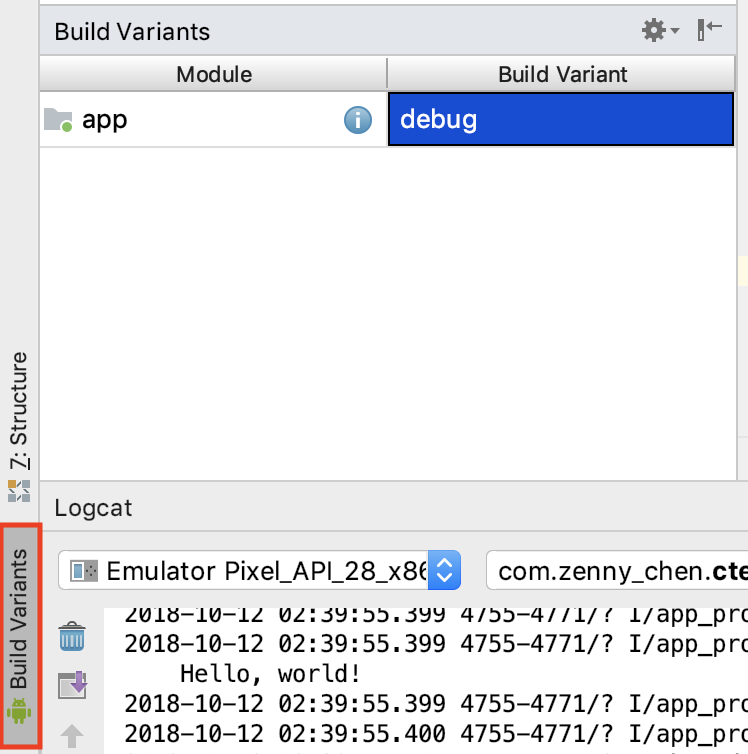 Build Variants
Module Build Variant
app debug
Z: Structure
Logcat
Build Variants
Emulator Pixel_API_28_x86 com.zenny_chen.cte
2018-10-12 02:39:55.399 4755-4771/? I/app_pro
2018-10-12 02:39:55.399 4755-4771/? I/app_pro
Hello, world!
2018-10-12 02:39:55.399 4755-4771/? I/app_pro
2018-10-12 02:39:55.400 4755-4771/? I/app_pro